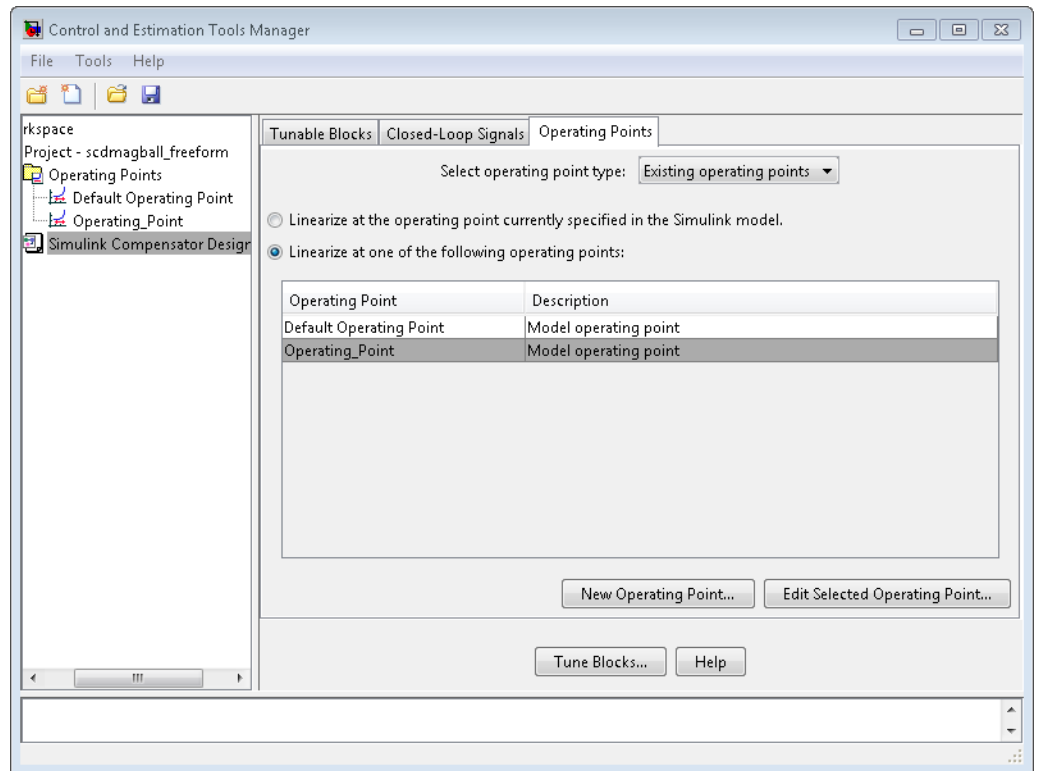 Control and Estimation Tools Manager
File Tools Help
rkspace
Project - scdmagball_freeform
Operating Points
Default Operating Point
Operating_Point
Simulink Compensator Design
Tunable Blocks Closed-Loop Signals Operating Points
Select operating point type: Existing operating points
Linearize at the operating point currently specified in the Simulink model.
Linearize at one of the following operating points:
Operating Point Description
Default Operating Point Model operating point
Operating_Point Model operating point
New Operating Point... Edit Selected Operating Point...
Tune Blocks... Help